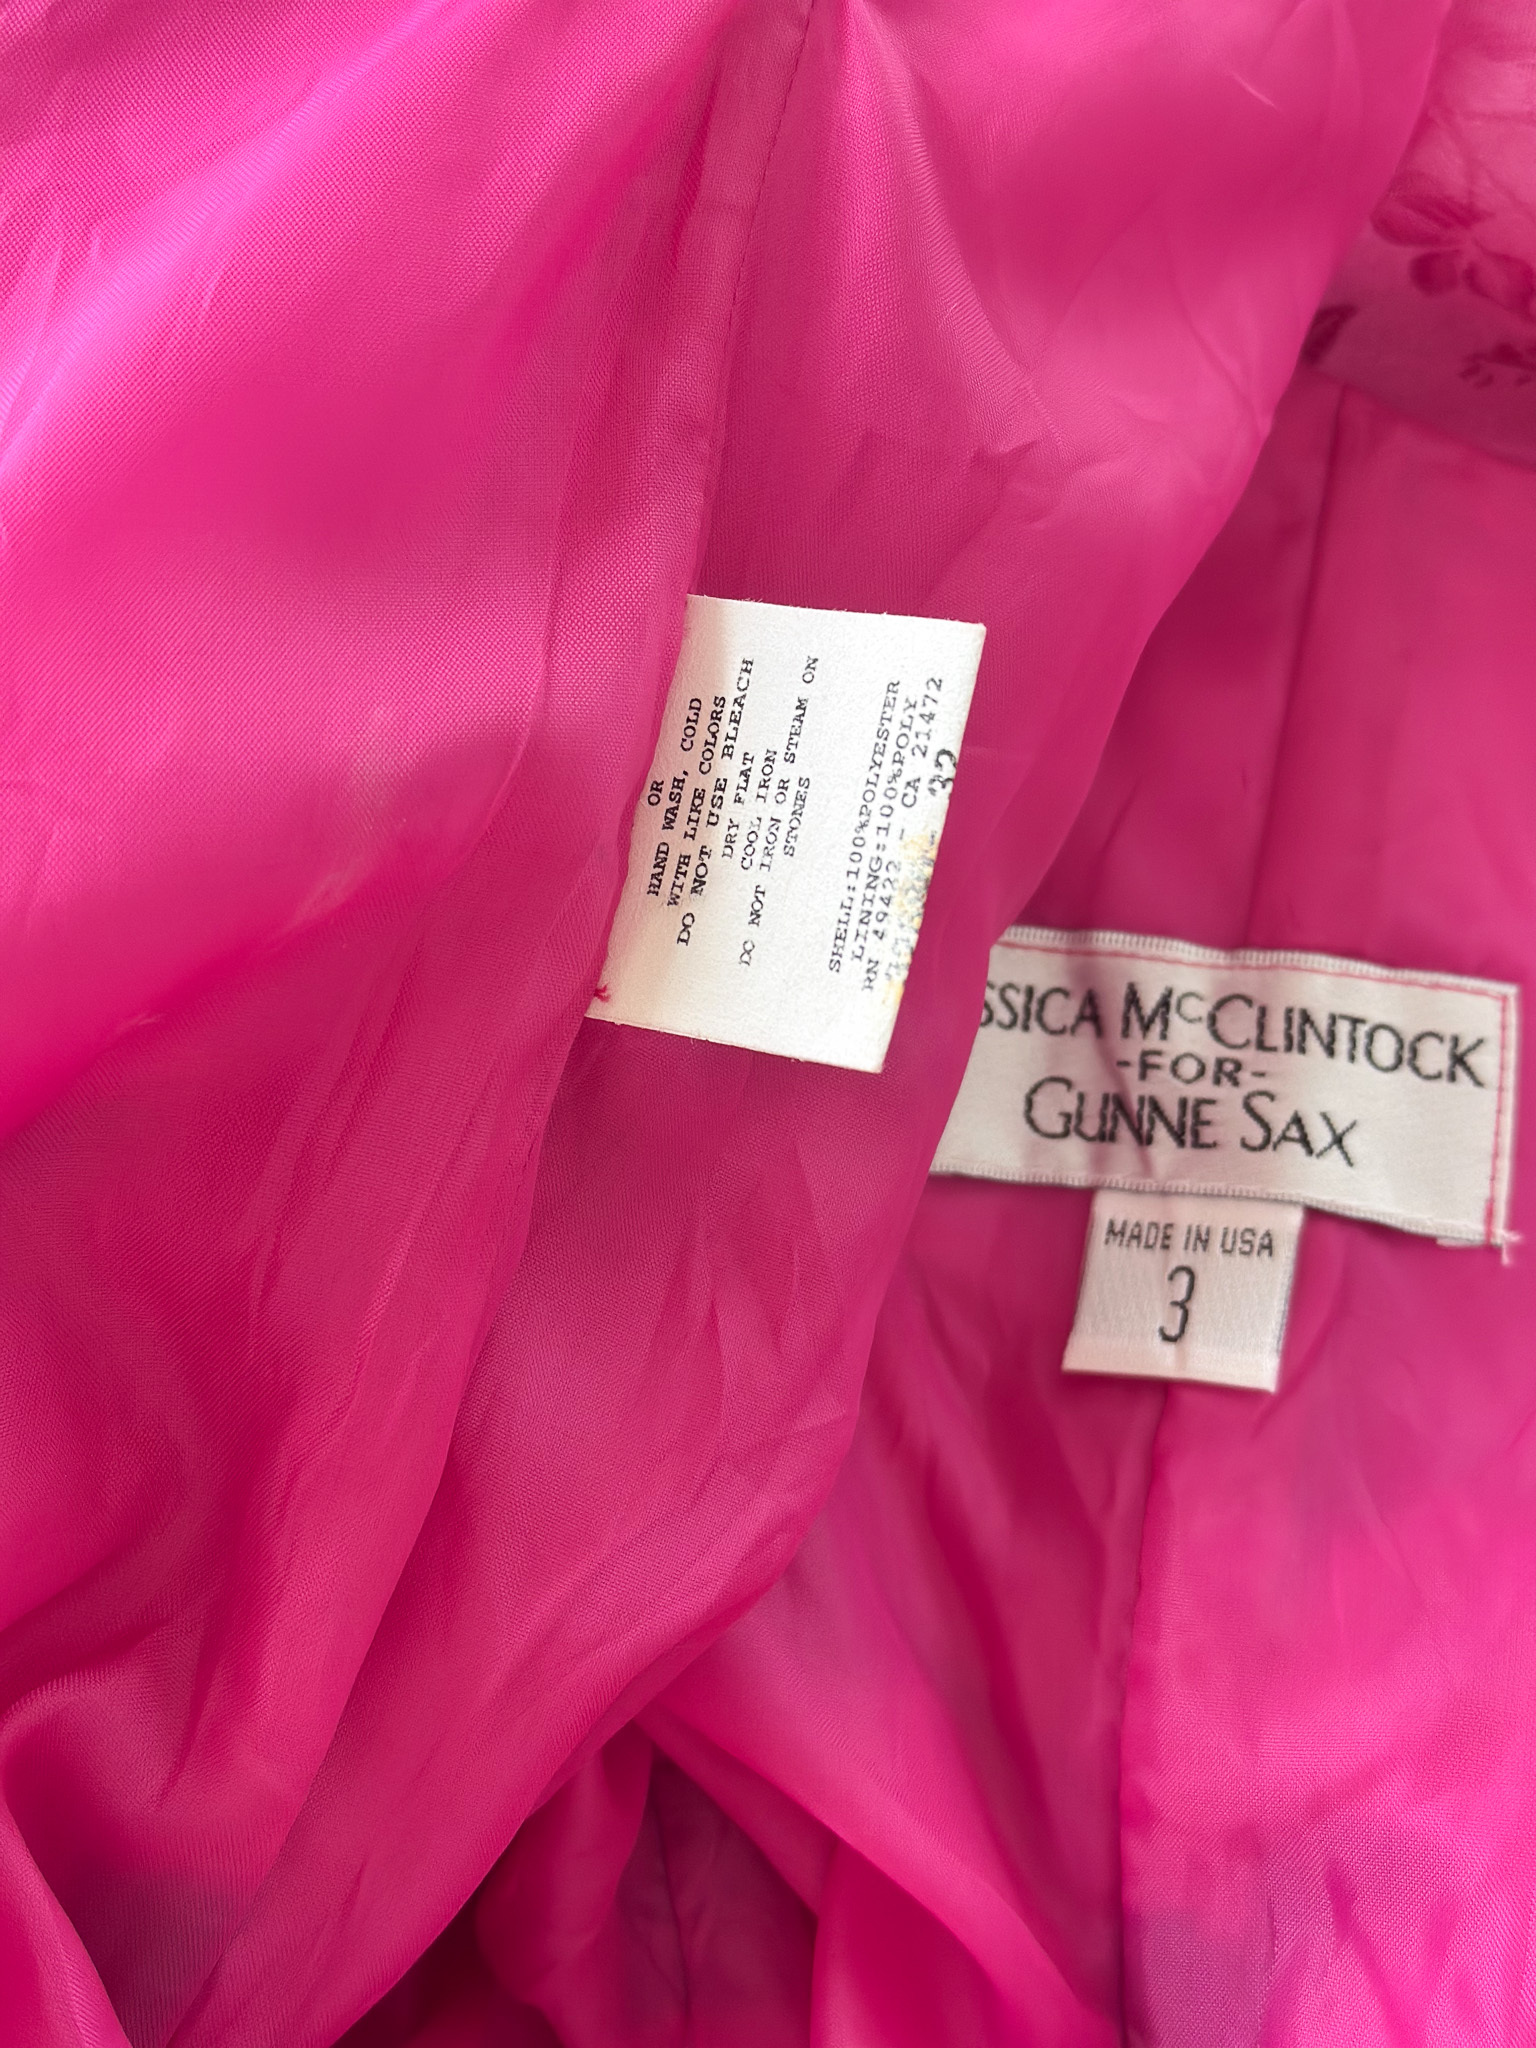 OR
HAND WASH, COLD
WITH LIKE COLORS
DO NOT USE BLEACH
DRY FLAT
COOL IRON
DO NOT IRON OR STEAM ON
STONES
SHELL:100%POLYESTER
LINING:100%POLY
RN 49422 - CA 21472
SSICA MCCLINTOCK
-FOR-
GUNNE SAX
MADE IN USA
3